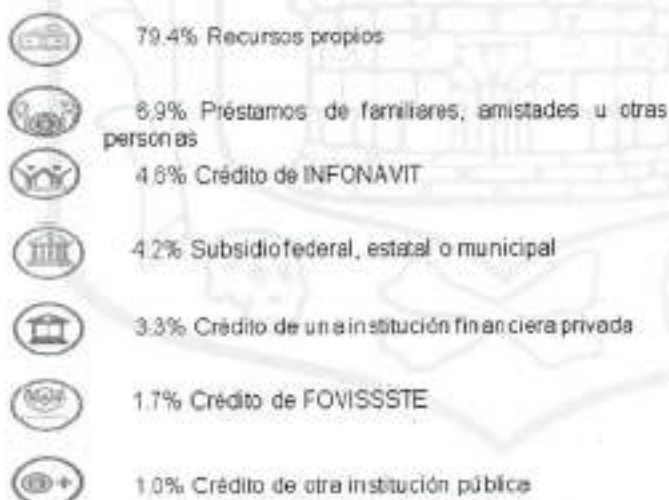 79.4% Recursos propios
6.9% Préstamos de familiares, amistades u otras
personas
4.6% Crédito de INFONAVIT
4.2% Subsidio federal, estatal o municipal
3.3% Crédito de una institución financiera privada
1.7% Crédito de FOVISSSTE
1.0% Crédito de otra institución pública